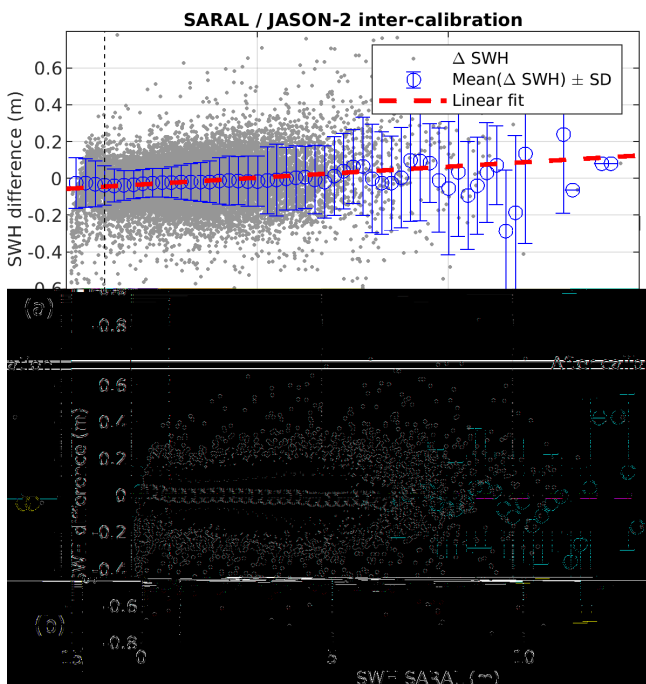 SARAL / JASON-2 inter-calibration
Δ SWH
Mean(Δ SWH) ± SD
Linear fit
SWH difference (m)
0.6
0.4
0.2
0
-0.2
-0.4
(a)
-0.8
0.6
0.4
0.2
0
-0.2
-0.4
-0.6
-0.8
SWH difference (m)
0
5
10
SWH SARAL (m)